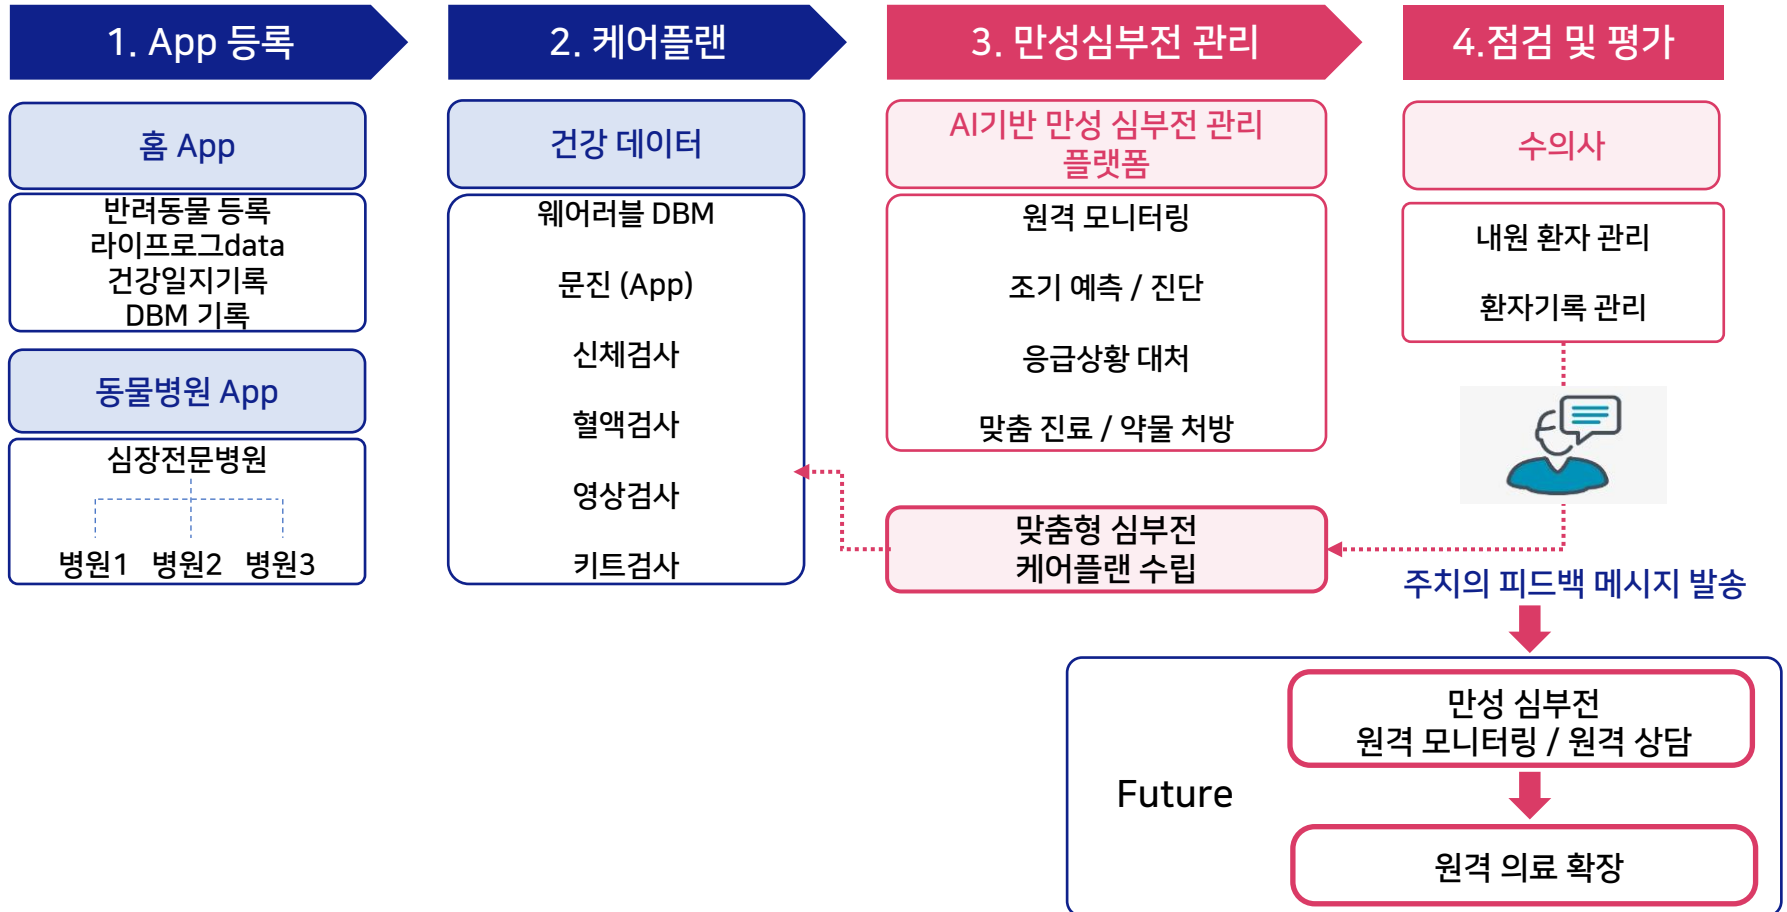 1. App 등록
홈 App
반려동물 등록
라이프로그data
건강일지기록
DBM 기록
동물병원 App
심장전문병원
병원1 병원2 병원3
2. 케어플랜
건강 데이터
웨어러블 DBM
문진 (App)
신체검사
혈액검사
영상검사
키트검사
3. 만성심부전 관리
AI기반 만성 심부전 관리
플랫폼
원격 모니터링
조기 예측 / 진단
응급상황 대처
맞춤 진료 / 약물 처방
맞춤형 심부전
케어플랜 수립
4.점검 및 평가
수의사
내원 환자 관리
환자기록 관리
주치의 피드백 메시지 발송
Future
만성 심부전
원격 모니터링 / 원격 상담
원격 의료 확장